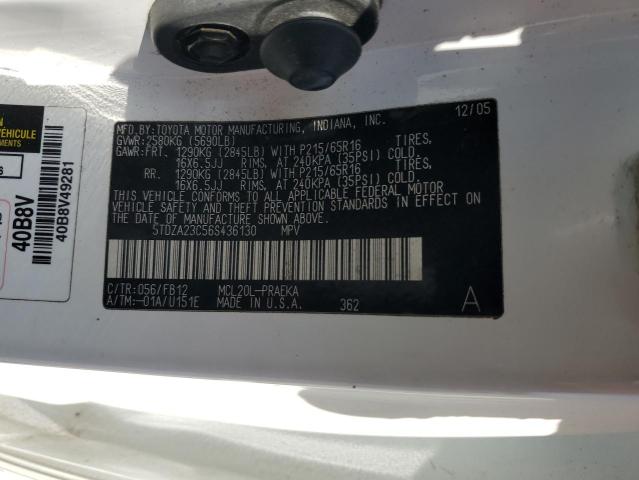 MFD.BY:TOYOTA MOTOR MANUFACTURING, INDIANA, INC. 12/05
GVWR:2580KG (5690LB)
GAWR:FRT. 1290KG (2845LB) WITH P215/65R16 TIRES,
16X6.5JJ RIMS, AT 240KPA (35PSI) COLD.
RR. 1290KG (2845LB) WITH P215/65R16 TIRES,
16X6.5JJ RIMS, AT 240KPA (35PSI) COLD.
THIS VEHICLE CONFORMS TO ALL APPLICABLE FEDERAL MOTOR
VEHICLE SAFETY AND THEFT PREVENTION STANDARDS IN EFFECT ON
THE DATE OF MANUFACTURE SHOWN ABOVE.
5TDZA23C56S436130 MPV
C/TR:056/FB12 MCL20L-PRAEKA
A/TM:-01A/U151E MADE IN U.S.A. 362
A
VÉHICULE
40B8V
40B8V49281